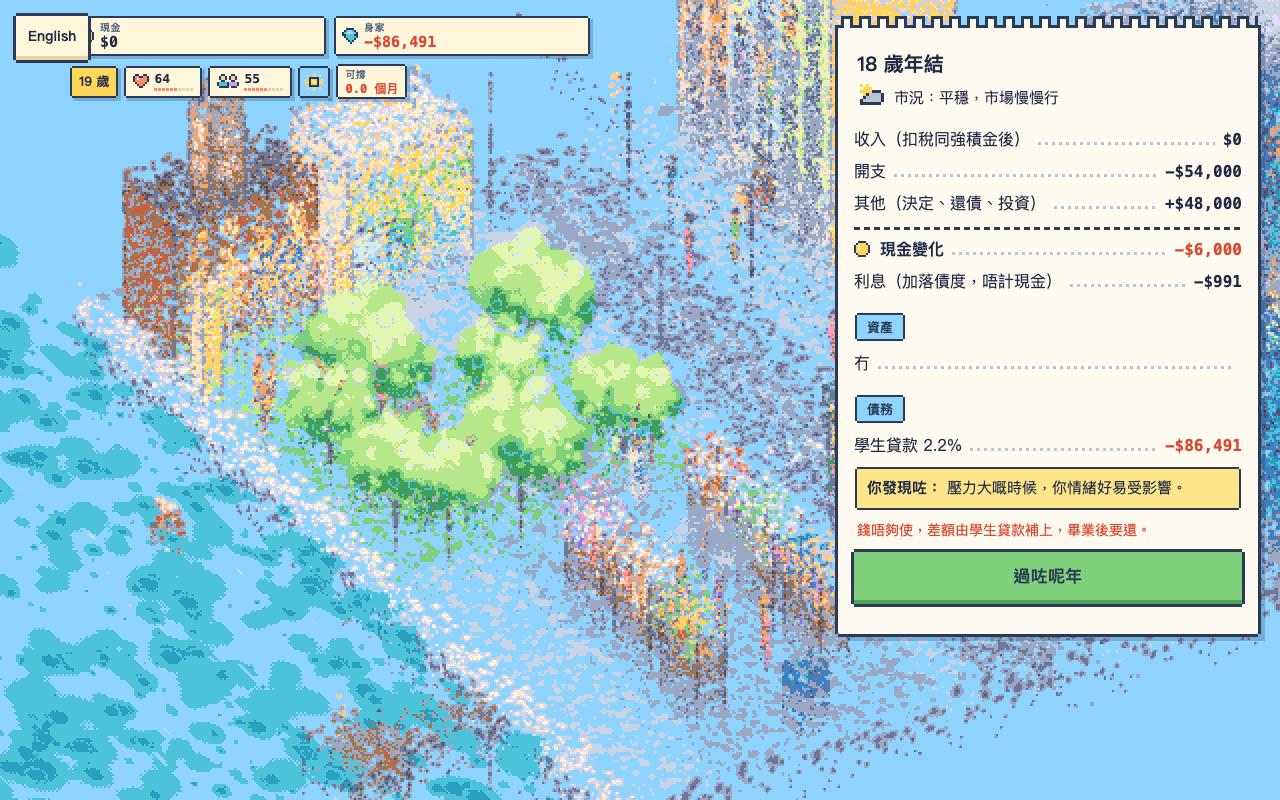 English
現金
$0
身家
−$86,491
19 歲
64
55
可撐
0.0 個月
18 歲年結
市況：平穩，市場慢慢行
收入（扣稅同強積金後） $0
開支 −$54,000
其他（決定、還債、投資） +$48,000
現金變化 −$6,000
利息（加落債度，唔計現金） −$991
資產
冇
債務
學生貸款 2.2% −$86,491
你發現咗： 壓力大嘅時候，你情緒好易受影響。
錢唔夠使，差額由學生貸款補上，畢業後要還。
過咗呢年